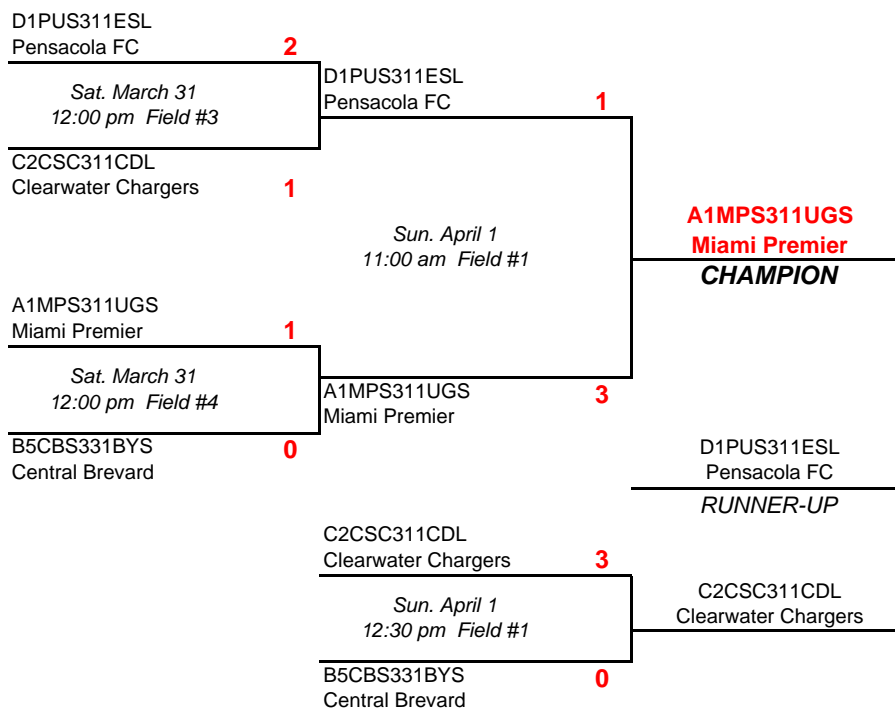 D1PUS311ESL
Pensacola FC 2
Sat. March 31
12:00 pm Field #3
C2CSC311CDL
Clearwater Chargers 1
D1PUS311ESL
Pensacola FC 1
Sun. April 1
11:00 am Field #1
A1MPS311UGS
Miami Premier
CHAMPION
A1MPS311UGS
Miami Premier 1
Sat. March 31
12:00 pm Field #4
B5CBS331BYS 0
Central Brevard
A1MPS311UGS 3
Miami Premier
D1PUS311ESL
Pensacola FC
RUNNER-UP
C2CSC311CDL
Clearwater Chargers 3
Sun. April 1
12:30 pm Field #1
B5CBS331BYS 0
Central Brevard
C2CSC311CDL
Clearwater Chargers